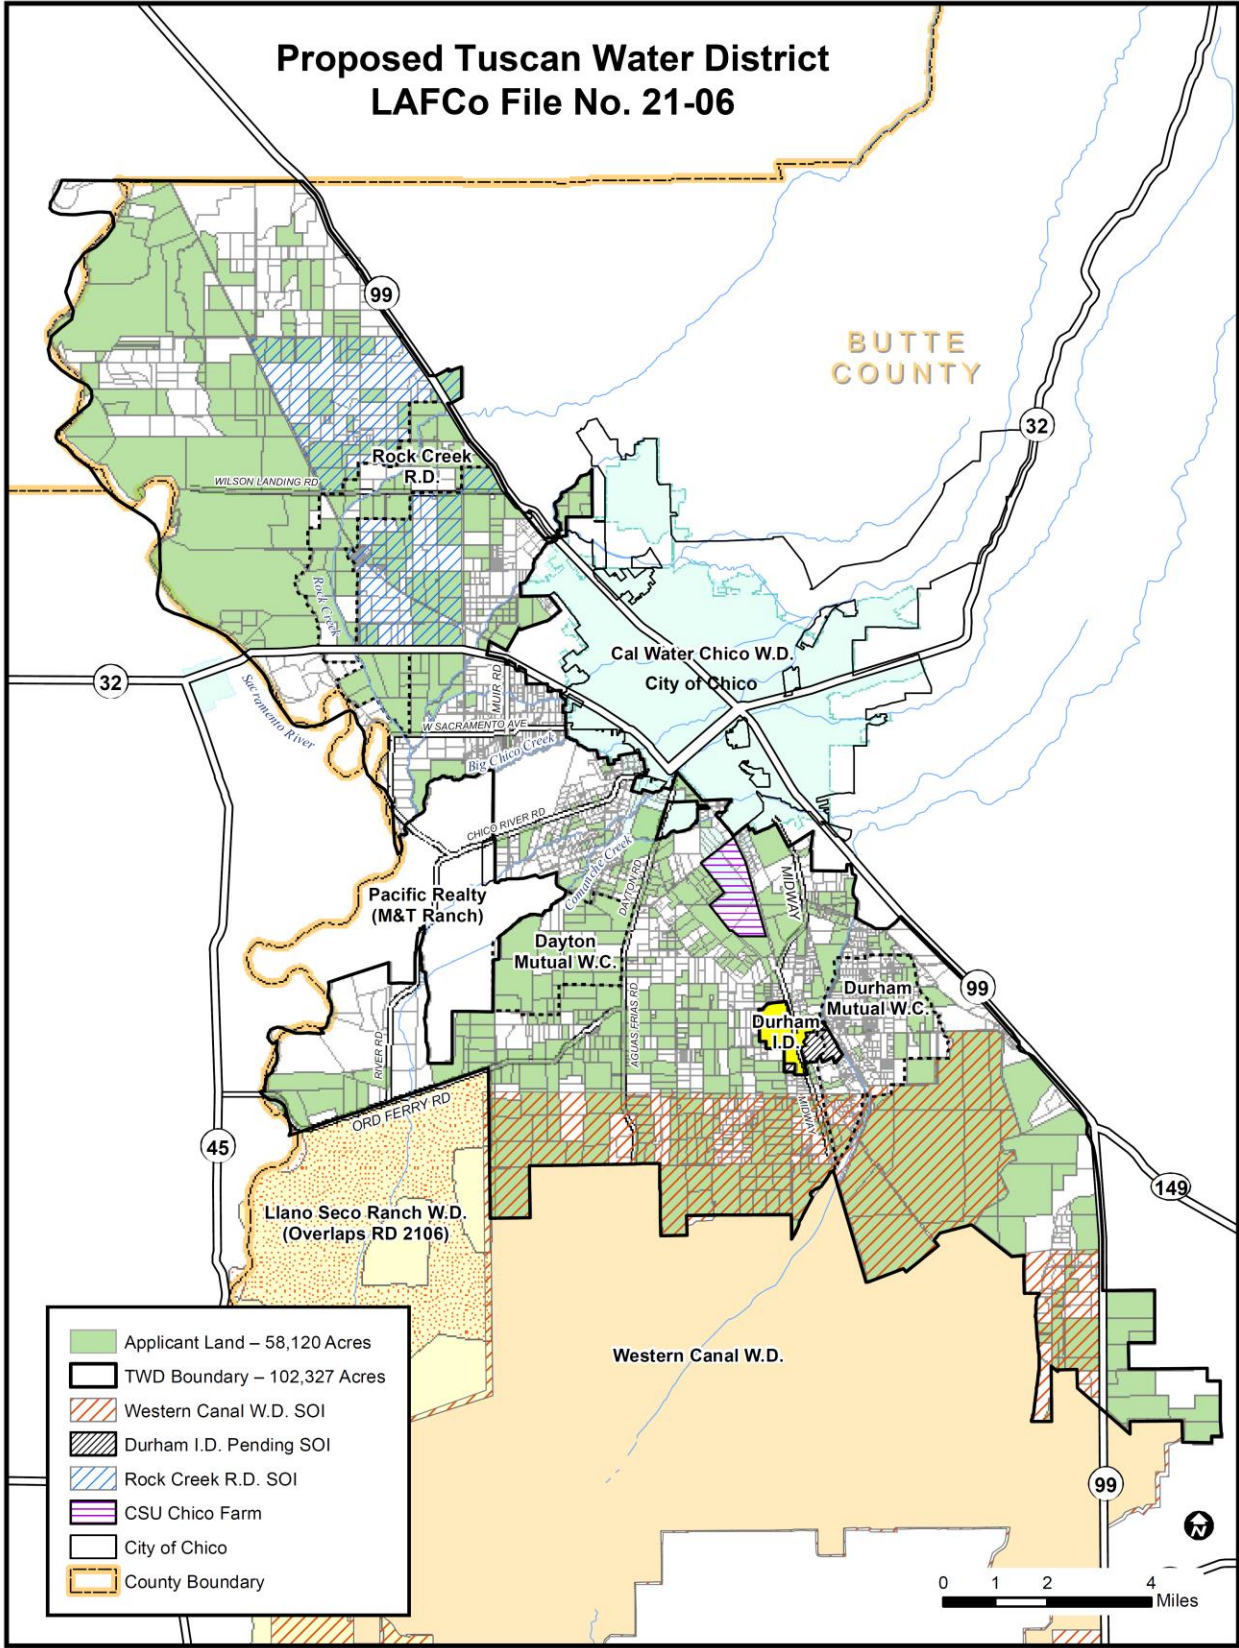 Proposed Tuscan Water District
LAFCo File No. 21-06
99
BUTTE
COUNTY
32
Rock Creek
R.D.
WILSON LANDING RD
Rock Creek
Cal Water Chico W.D.
City of Chico
32
MUIR RD
Sacramento River
W SACRAMENTO AVE
Big Chico Creek
CHICO RIVER RD
Comanche Creek
DAYTON RD
MIDWAY
Pacific Realty
(M&T Ranch)
Dayton
Mutual W.C.
99
Durham
Mutual W.C.
Durham
I.D.
AGUAS FRIAS RD
RIVER RD
ORD FERRY RD
MIDWAY
45
149
Llano Seco Ranch W.D.
(Overlaps RD 2106)
Western Canal W.D.
99
Applicant Land – 58,120 Acres
TWD Boundary – 102,327 Acres
Western Canal W.D. SOI
Durham I.D. Pending SOI
Rock Creek R.D. SOI
CSU Chico Farm
City of Chico
County Boundary
N
0 1 2 4
Miles